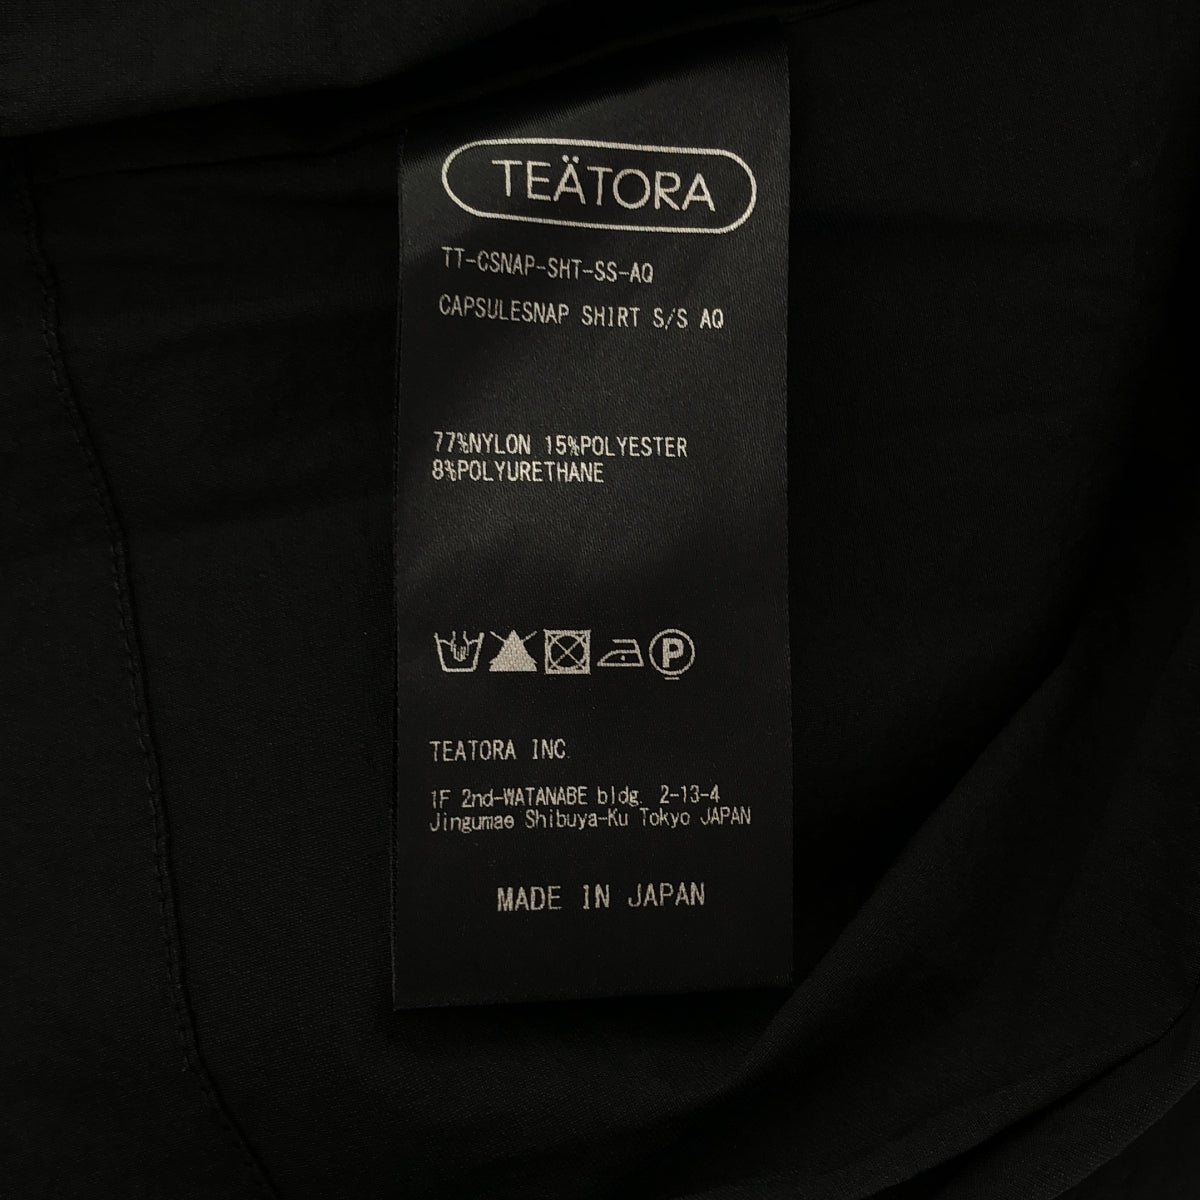 TEÄTORA
TT-CSNAP-SHT-SS-AQ
CAPSULESNAP SHIRT S/S AQ
77%NYLON 15%POLYESTER
8%POLYURETHANE
P
TEATORA INC.
1F 2nd-WATANABE bldg. 2-13-4
Jingumae Shibuya-Ku Tokyo JAPAN
MADE IN JAPAN